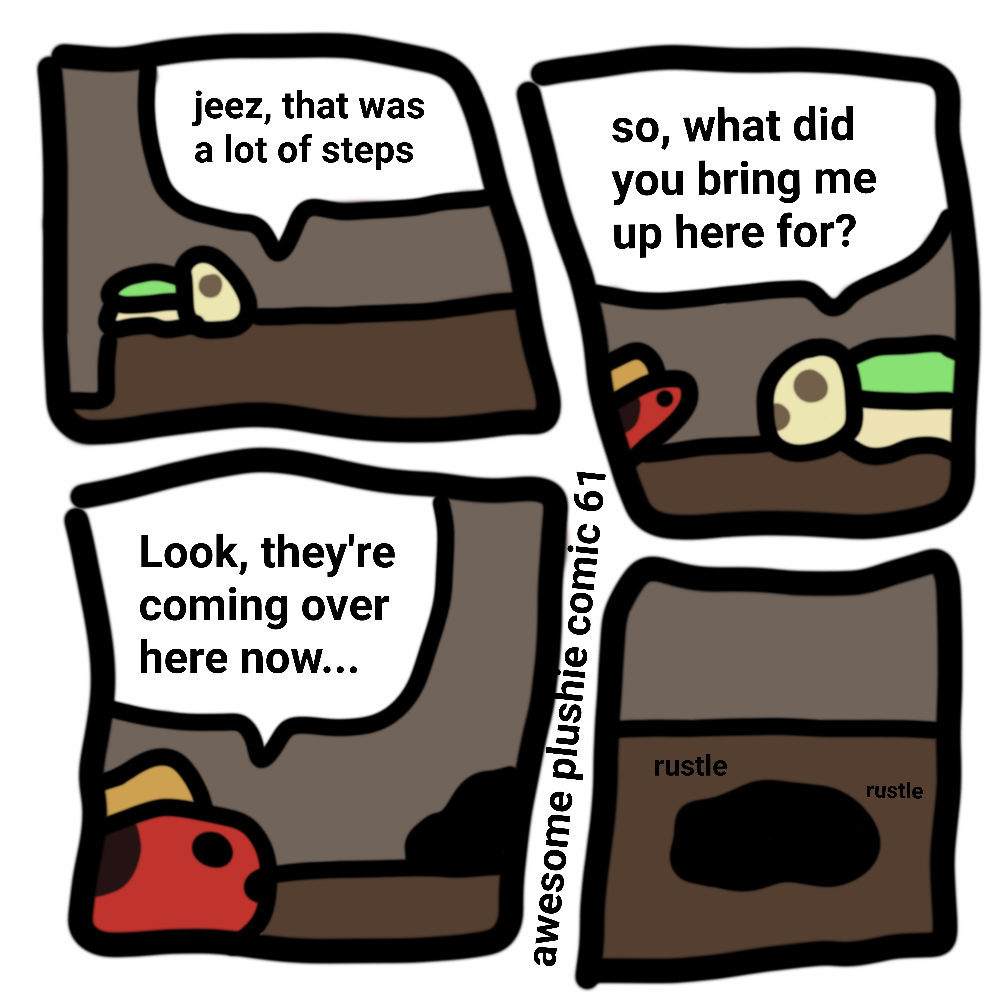 jeez, that was
a lot of steps
so, what did
you bring me
up here for?
Look, they're
coming over
here now...
awesome plushie comic 61
rustle
rustle